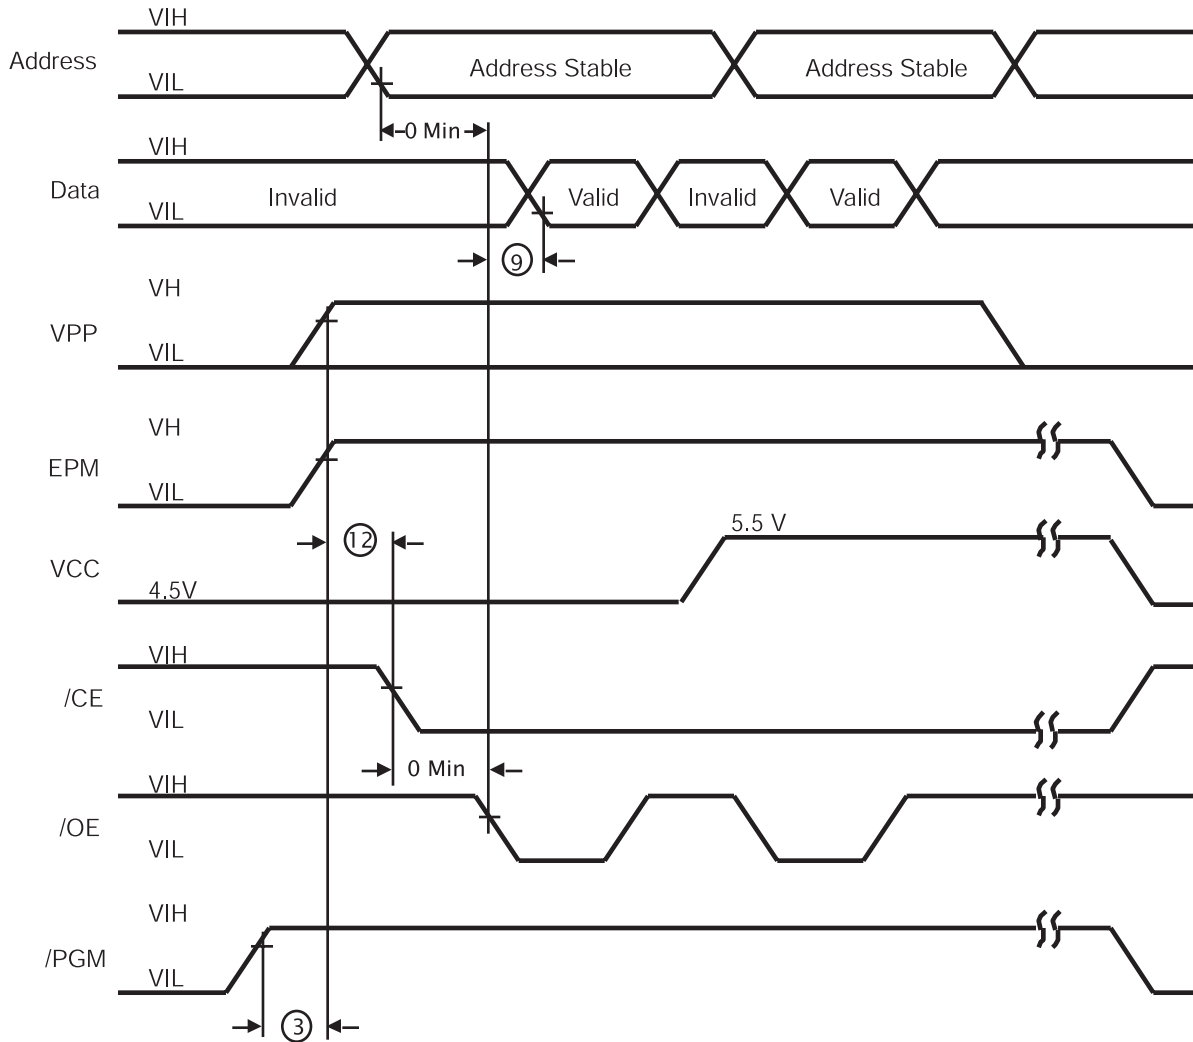 VIH
Address
VIL
Address Stable
Address Stable
0 Min
VIH
Data
VIL
Invalid
Valid
Invalid
Valid
9
VH
VPP
VIL
VH
EPM
VIL
12
5.5 V
VCC
4.5V
VIH
/CE
VIL
0 Min
VIH
/OE
VIL
VIH
/PGM
VIL
3